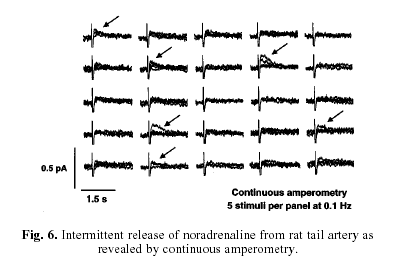 0.5 pA
1.5 s
Continuous amperometry
5 stimuli per panel at 0.1 Hz
Fig. 6. Intermittent release of noradrenaline from rat tail artery as
revealed by continuous amperometry.